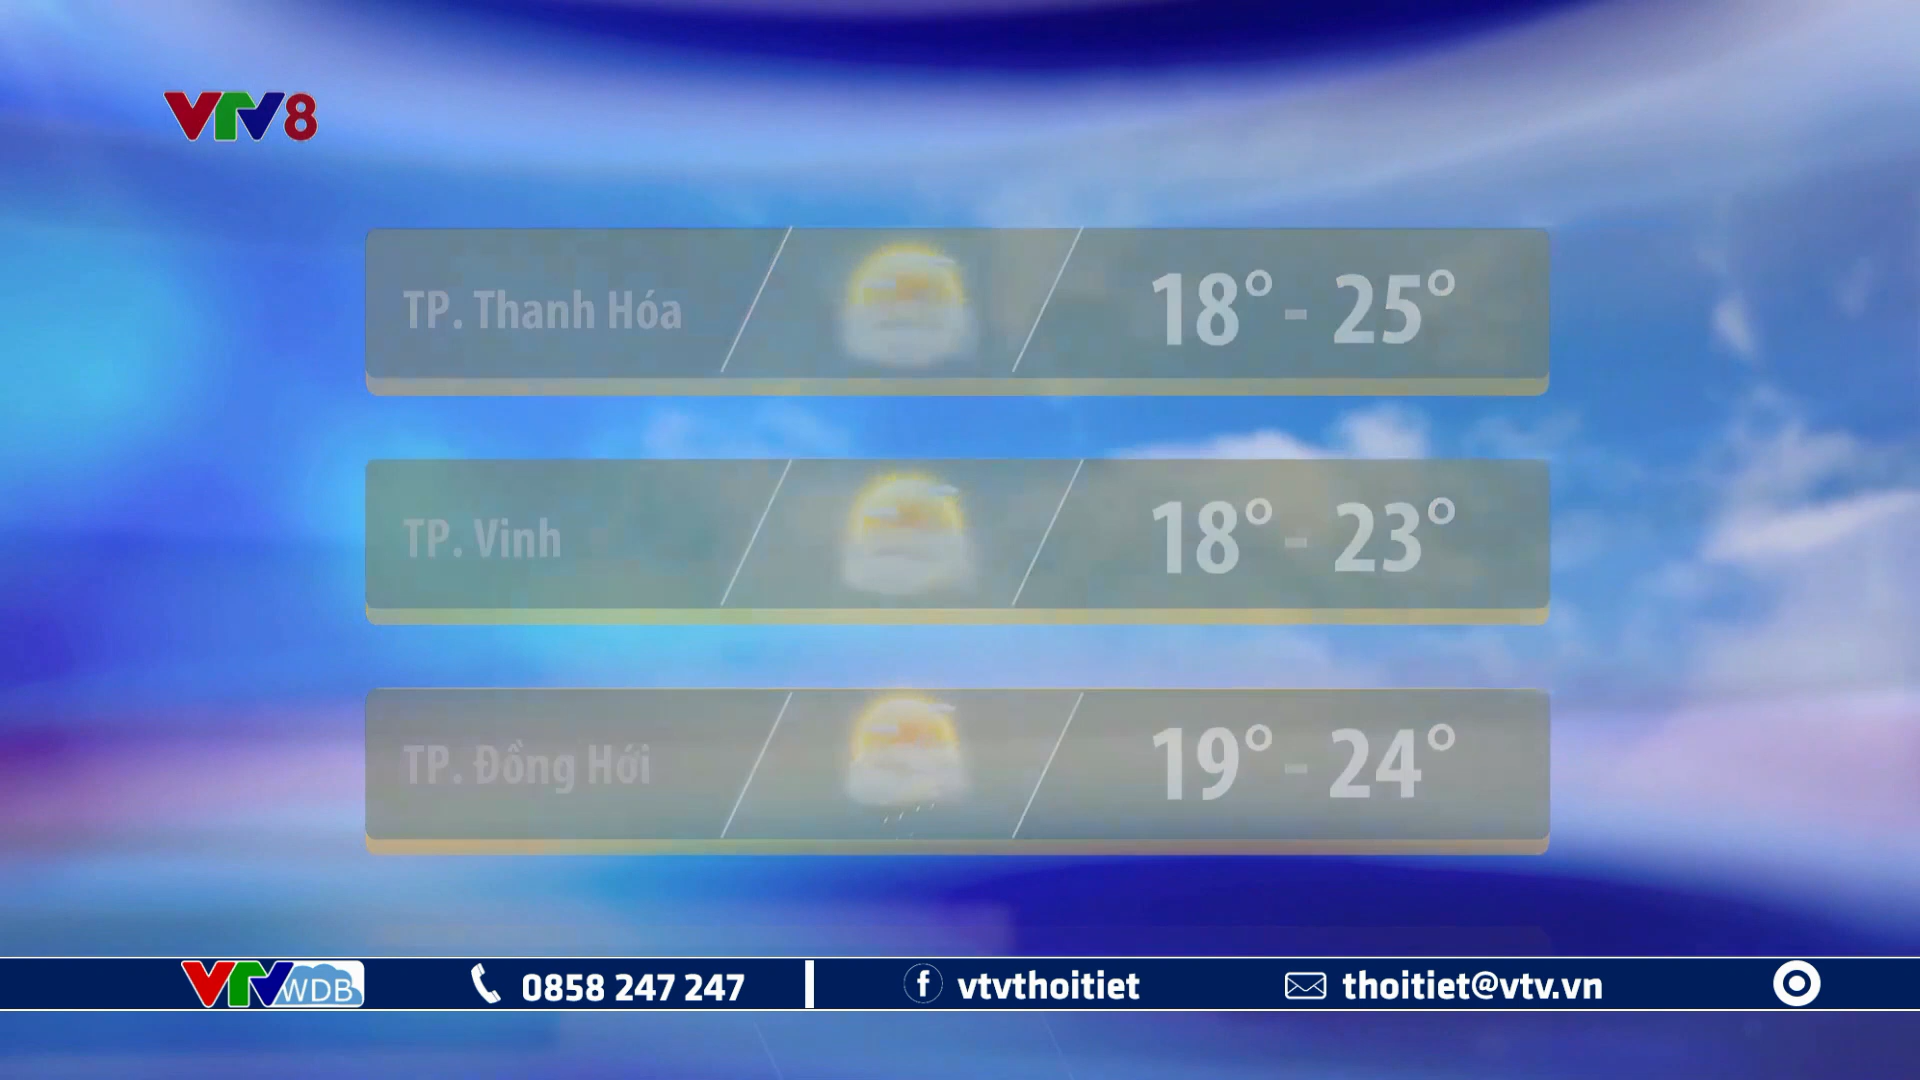 VTV8
TP. Thanh Hóa 18° - 25°
TP. Vinh 18° - 23°
TP. Đồng Hới 19° - 24°
VTV WDB 0858 247 247 vtvthoitiet thoitiet@vtv.vn